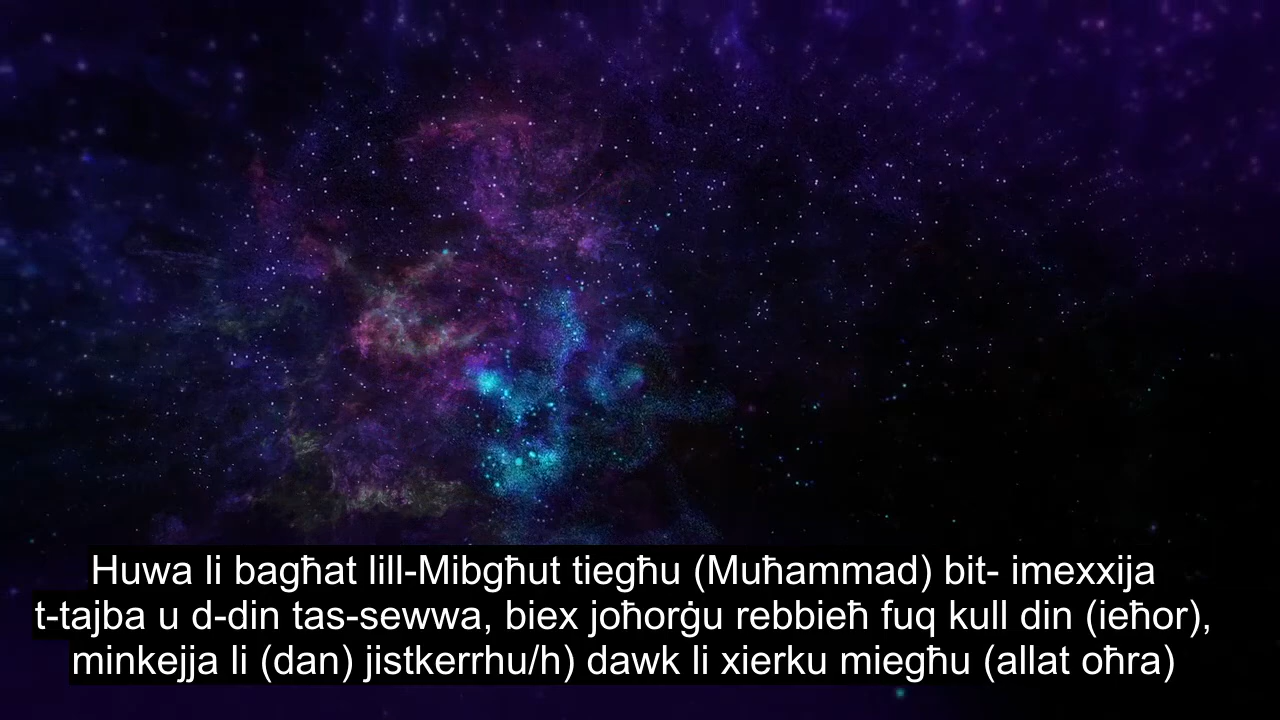 Huwa li bagħat lill-Mibgħut tiegħu (Muħammad) bit- imexxija
t-tajba u d-din tas-sewwa, biex joħorġu rebbieħ fuq kull din (ieħor),
minkejja li (dan) jistkerrhu/h) dawk li xierku miegħu (allat oħra)